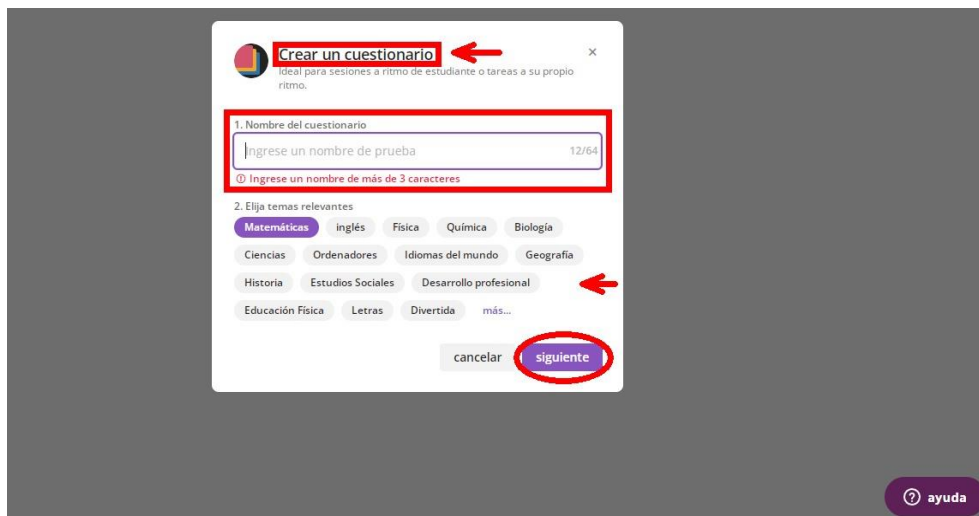 Crear un cuestionario
Ideal para sesiones a ritmo de estudiante o tareas a su propio
ritmo.
1. Nombre del cuestionario
Ingrese un nombre de prueba 12/64
Ingrese un nombre de más de 3 caracteres
2. Elija temas relevantes
Matemáticas inglés Física Química Biología
Ciencias Ordenadores Idiomas del mundo Geografía
Historia Estudios Sociales Desarrollo profesional
Educación Física Letras Divertida más...
cancelar siguiente
ayuda